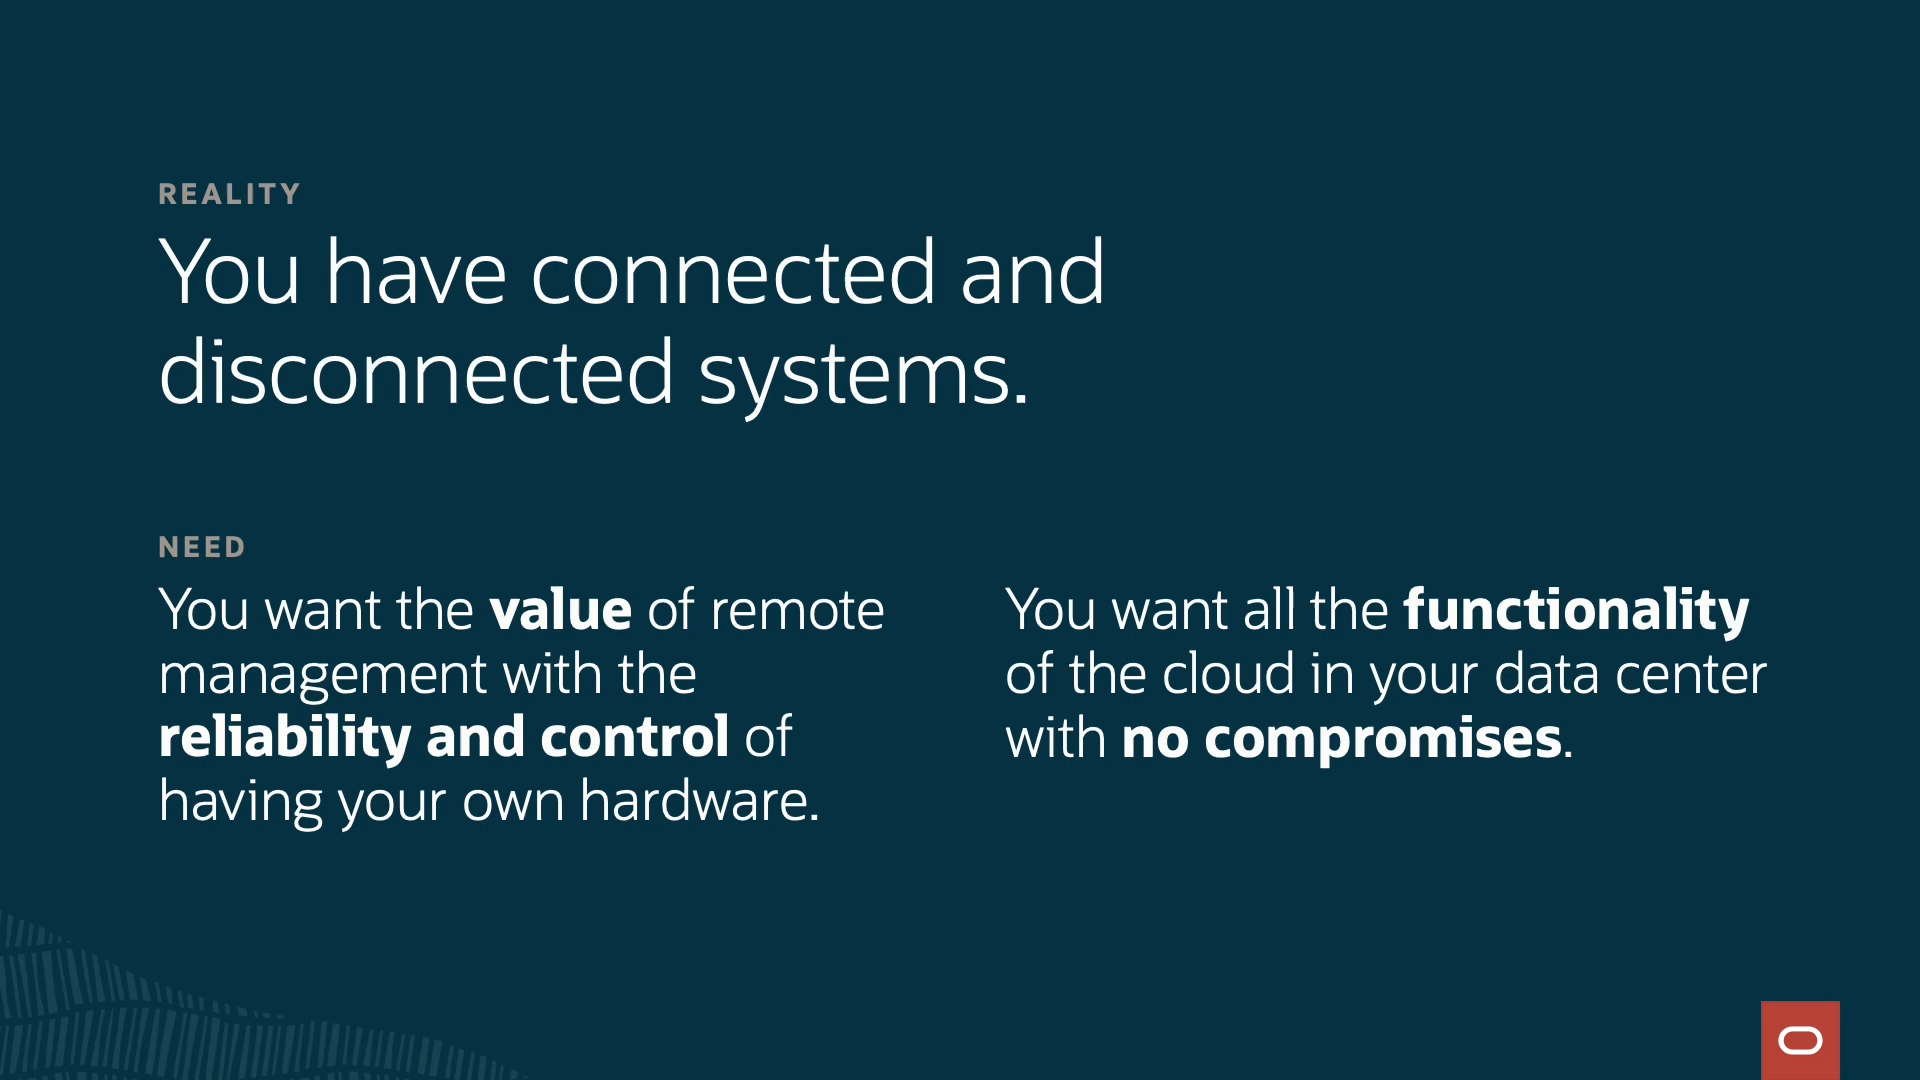 REALITY
You have connected and
disconnected systems.
NEED
You want the value of remote
management with the
reliability and control of
having your own hardware.
You want all the functionality
of the cloud in your data center
with no compromises.